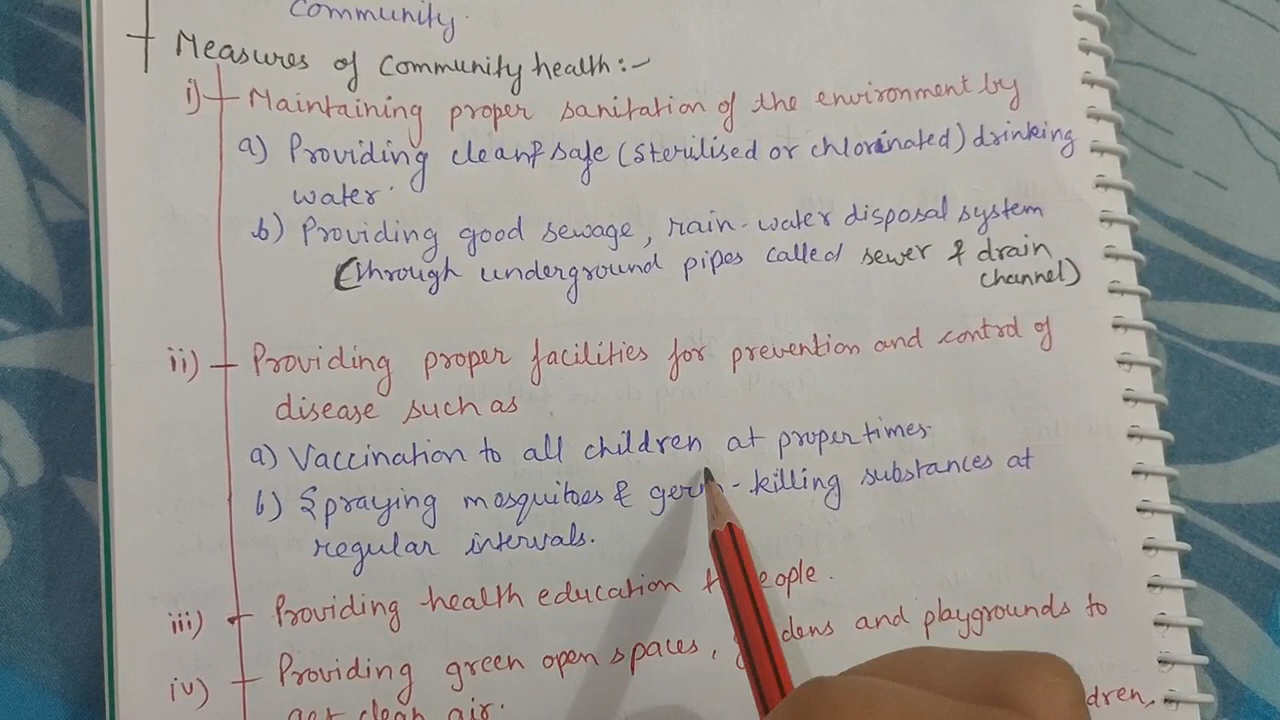 Community.
Measures of Community health:-
i) Maintaining proper sanitation of the environment by
a) Providing clean & safe (sterilised or chlorinated) drinking
water.
b) Providing good sewage, rain-water disposal system
(through underground pipes called sewer & drain
channel)
ii) Providing proper facilities for prevention and control of
disease such as
a) Vaccination to all children at proper times.
b) Spraying mosquitoes & germ-killing substances at
regular intervals.
iii) Providing health education people.
iv) Providing green open spaces, and playgrounds to
get clean air.